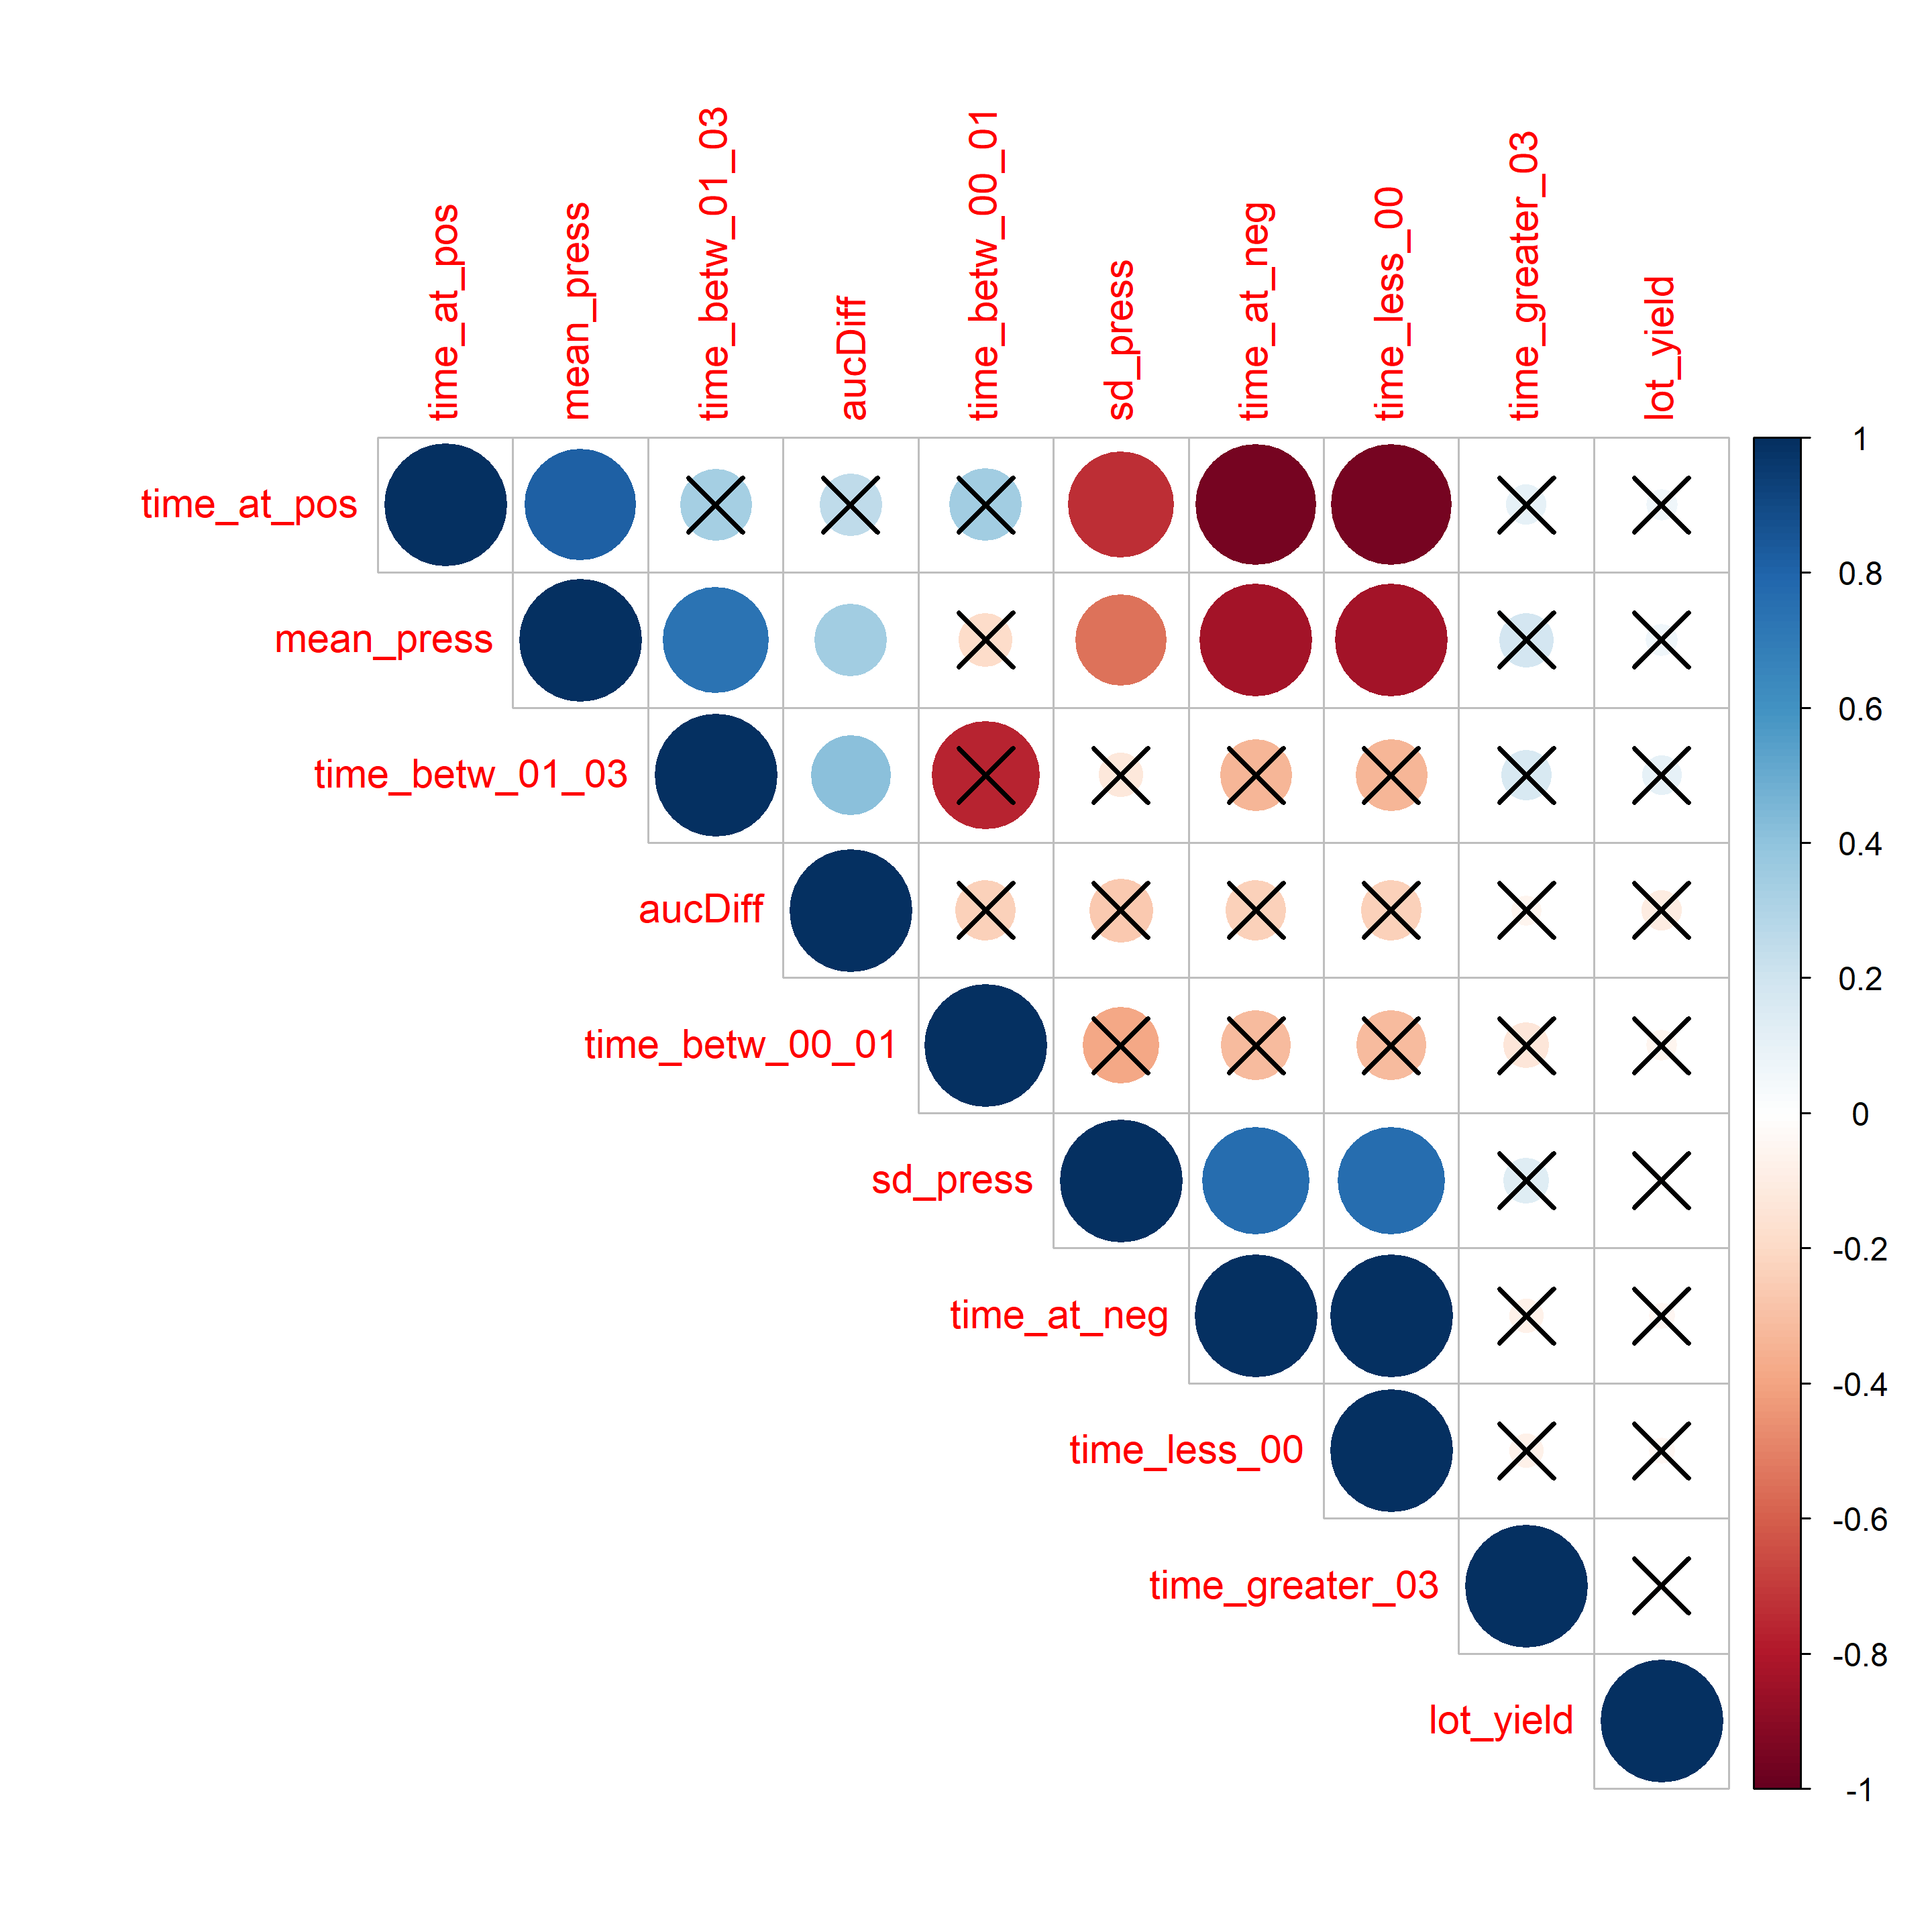 time_at_pos
mean_press
time_betw_01_03
aucDiff
time_betw_00_01
sd_press
time_at_neg
time_less_00
time_greater_03
lot_yield
time_at_pos
mean_press
time_betw_01_03
aucDiff
time_betw_00_01
sd_press
time_at_neg
time_less_00
time_greater_03
lot_yield
1
0.8
0.6
0.4
0.2
0
-0.2
-0.4
-0.6
-0.8
-1